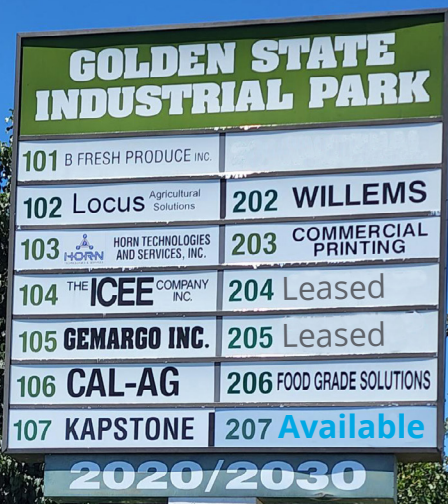 GOLDEN STATE
INDUSTRIAL PARK
101 B FRESH PRODUCE INC.
102 Locus Agricultural Solutions
202 WILLEMS
103 HORN HORN TECHNOLOGIES AND SERVICES, INC.
203 COMMERCIAL PRINTING
104 THE ICEE COMPANY INC.
204 Leased
105 GEMARGO INC.
205 Leased
106 CAL-AG
206 FOOD GRADE SOLUTIONS
107 KAPSTONE
207 Available
2020/2030